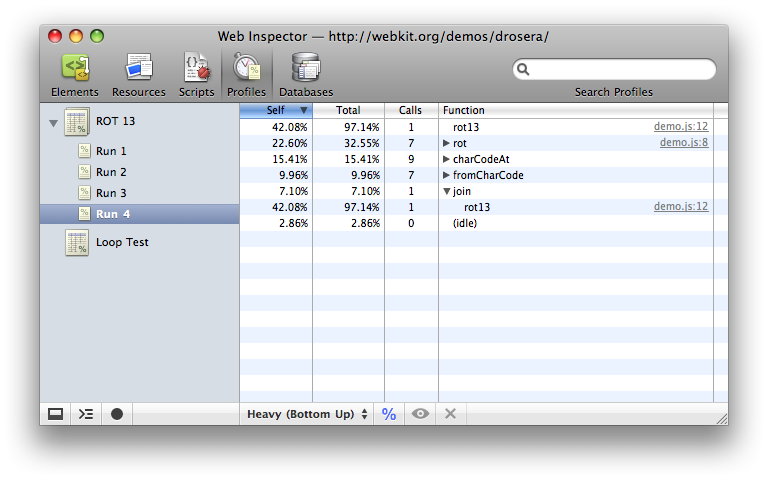 Web Inspector — http://webkit.org/demos/drosera/
Elements Resources Scripts Profiles Databases Search Profiles
ROT 13
Run 1
Run 2
Run 3
Run 4
Loop Test
Self Total Calls Function
42.08% 97.14% 1 rot13 demo.js:12
22.60% 32.55% 7 rot demo.js:8
15.41% 15.41% 9 charCodeAt
9.96% 9.96% 7 fromCharCode
7.10% 7.10% 1 join
42.08% 97.14% 1 rot13 demo.js:12
2.86% 2.86% 0 (idle)
Heavy (Bottom Up) %